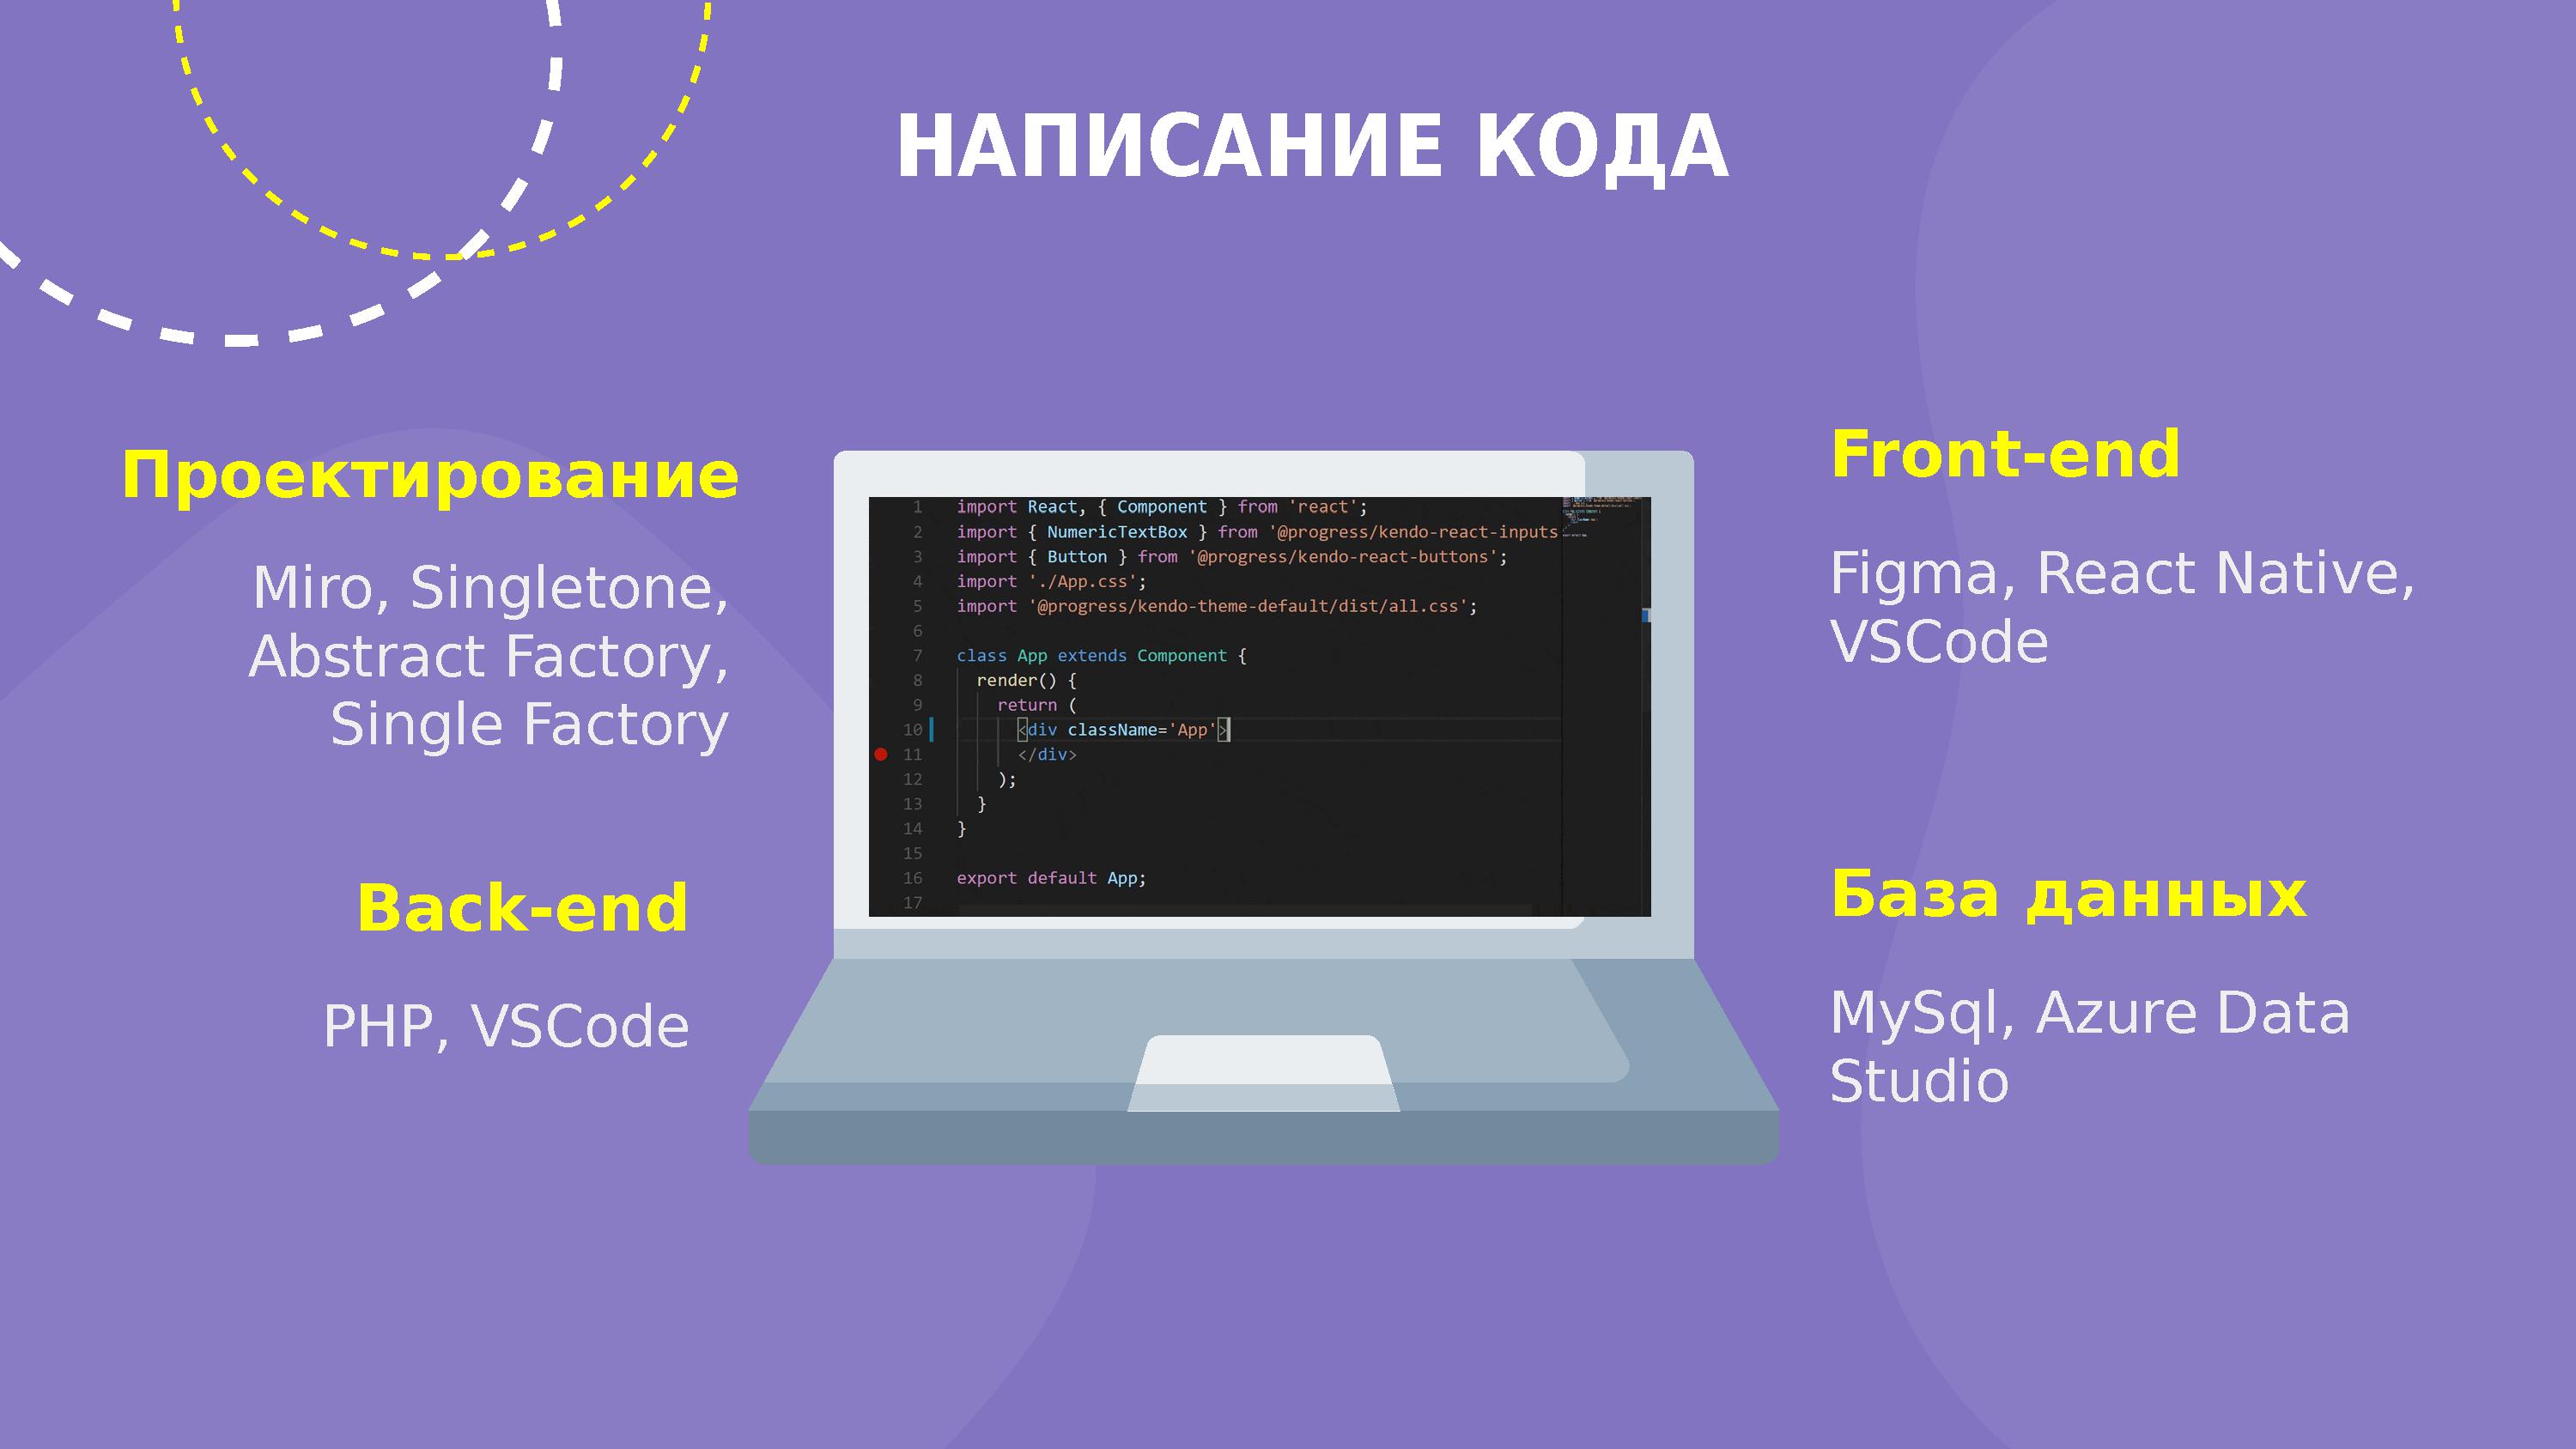 НАПИСАНИЕ КОДА
Проектирование
Miro, Singletone,
Abstract Factory,
Single Factory
Back-end
PHP, VSCode
1 import React, { Component } from 'react';
2 import { NumericTextBox } from '@progress/kendo-react-inputs
3 import { Button } from '@progress/kendo-react-buttons';
4 import './App.css';
5 import '@progress/kendo-theme-default/dist/all.css';
6
7 class App extends Component {
8 render() {
9 return (
10 <div className='App'>
11 </div>
12 );
13 }
14 }
15
16 export default App;
17
Front-end
Figma, React Native,
VSCode
База данных
MySql, Azure Data
Studio